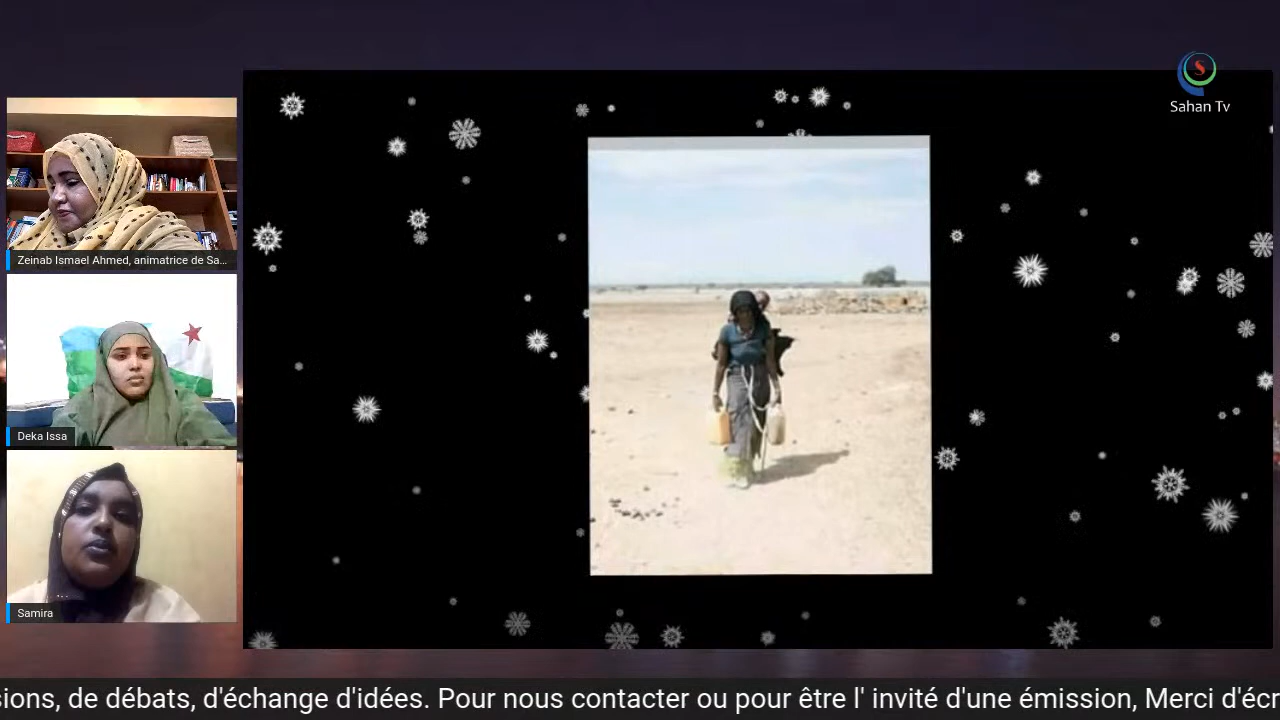 Sahan Tv
Zeinab Ismael Ahmed, animatrice de Sa...
Deka Issa
Samira
sions, de débats, d'échange d'idées. Pour nous contacter ou pour être l' invité d'une émission, Merci d'écr